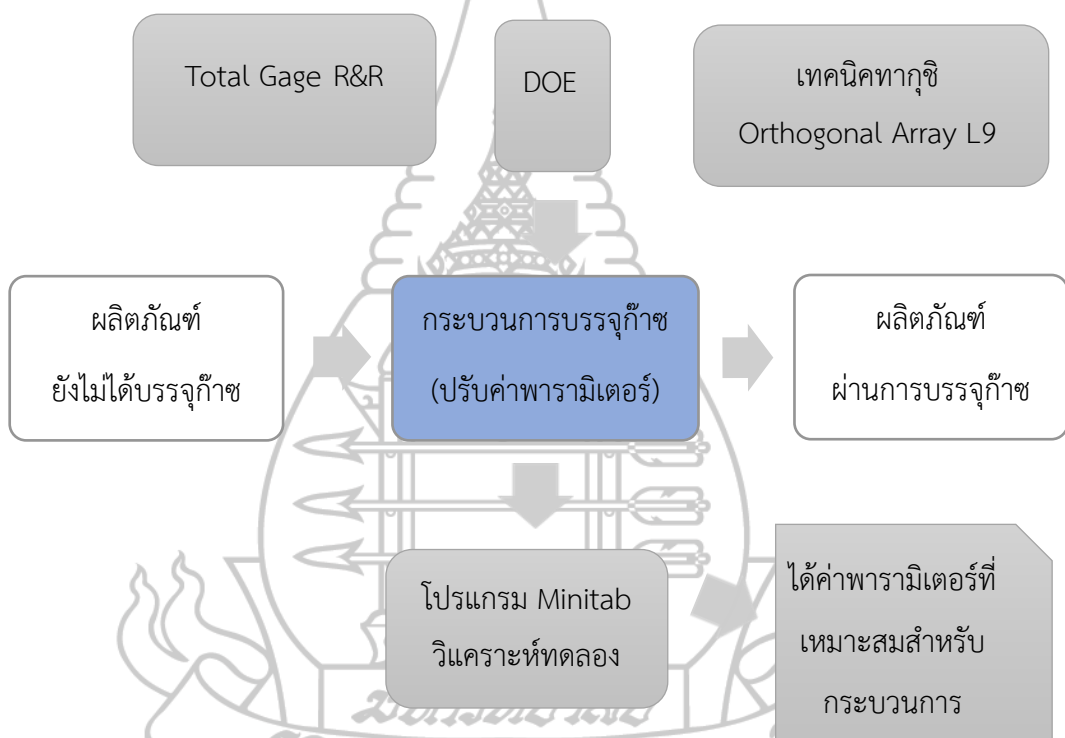 Total Gage R&R
DOE
เทคนิคทากุชิ
Orthogonal Array L9
ผลิตภัณฑ์
ยังไม่ได้บรรจุก๊าซ
กระบวนการบรรจุก๊าซ
(ปรับค่าพารามิเตอร์)
ผลิตภัณฑ์
ผ่านการบรรจุก๊าซ
โปรแกรม Minitab
วิแคราะห์ทดลอง
ได้ค่าพารามิเตอร์ที่
เหมาะสมสำหรับ
กระบวนการ